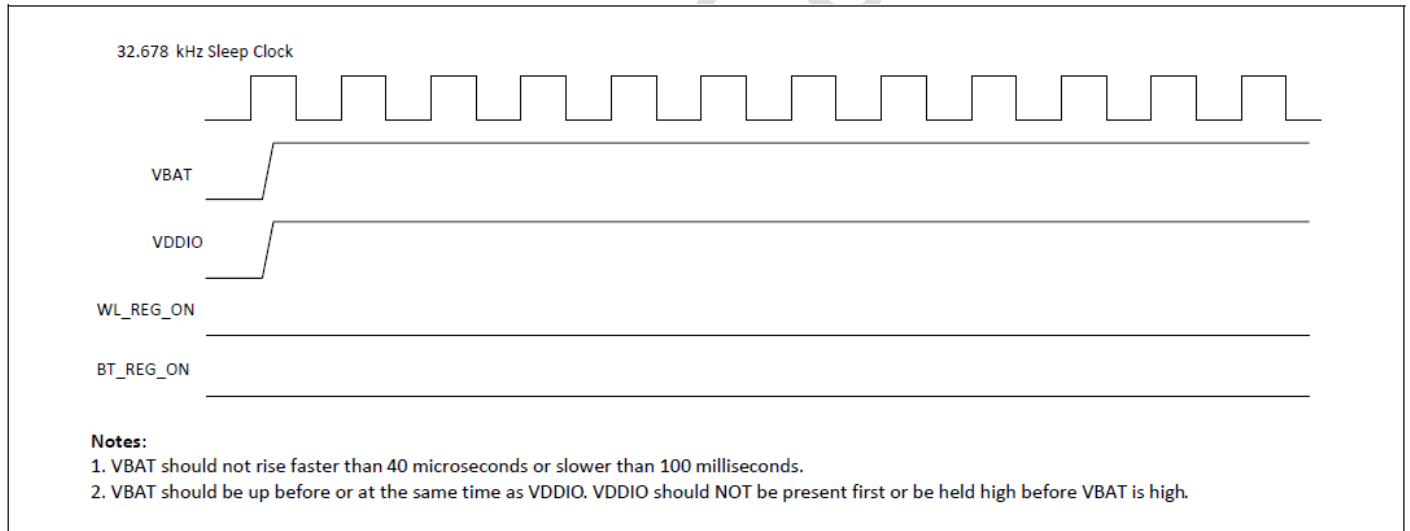 32.678 kHz Sleep Clock
VBAT
VDDIO
WL_REG_ON
BT_REG_ON
Notes:
1. VBAT should not rise faster than 40 microseconds or slower than 100 milliseconds.
2. VBAT should be up before or at the same time as VDDIO. VDDIO should NOT be present first or be held high before VBAT is high.